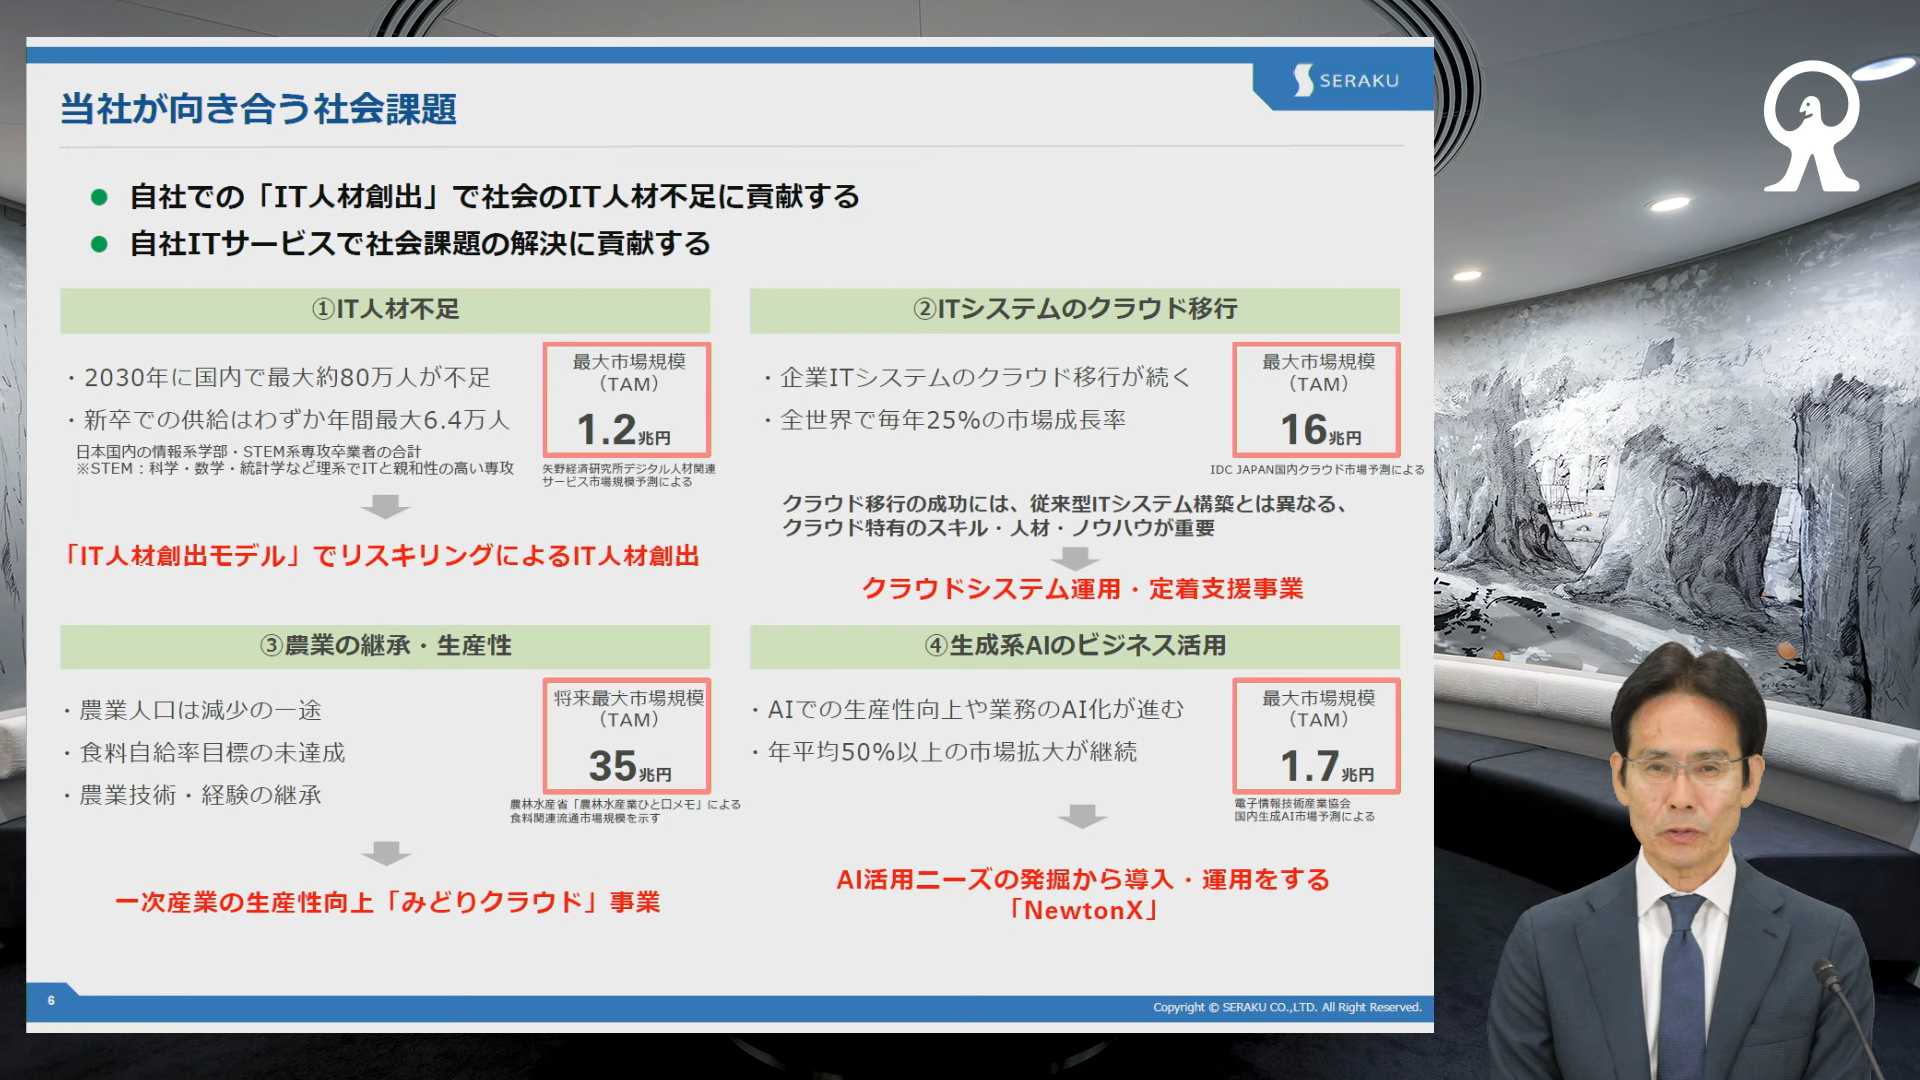 SERAKU
当社が向き合う社会課題
● 自社での「IT人材創出」で社会のIT人材不足に貢献する
● 自社ITサービスで社会課題の解決に貢献する
①IT人材不足
・2030年に国内で最大約80万人が不足
・新卒での供給はわずか年間最大6.4万人
日本国内の情報系学部・STEM系専攻卒業者の合計
※STEM：科学・数学・統計学など理系でITと親和性の高い専攻
最大市場規模
（TAM）
1.2兆円
矢野経済研究所デジタル人材関連
サービス市場規模予測による
「IT人材創出モデル」でリスキリングによるIT人材創出
②ITシステムのクラウド移行
・企業ITシステムのクラウド移行が続く
・全世界で毎年25%の市場成長率
最大市場規模
（TAM）
16兆円
IDC JAPAN国内クラウド市場予測による
クラウド移行の成功には、従来型ITシステム構築とは異なる、
クラウド特有のスキル・人材・ノウハウが重要
クラウドシステム運用・定着支援事業
③農業の継承・生産性
・農業人口は減少の一途
・食料自給率目標の未達成
・農業技術・経験の継承
将来最大市場規模
（TAM）
35兆円
農林水産省「農林水産業ひと口メモ」による
食料関連流通市場規模を示す
一次産業の生産性向上「みどりクラウド」事業
④生成系AIのビジネス活用
・AIでの生産性向上や業務のAI化が進む
・年平均50%以上の市場拡大が継続
最大市場規模
（TAM）
1.7兆円
電子情報技術産業協会
国内生成AI市場予測による
AI活用ニーズの発掘から導入・運用をする
「NewtonX」
6
Copyright © SERAKU CO.,LTD. All Right Reserved.